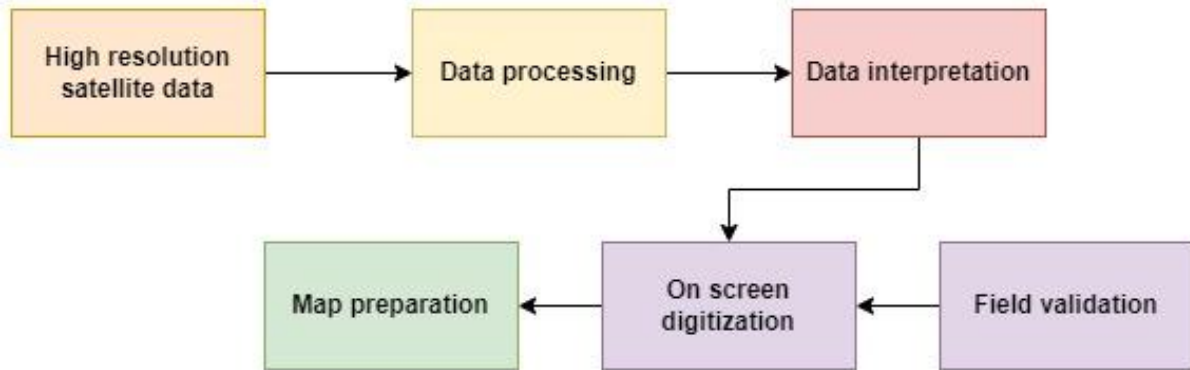 High resolution
satellite data
Data processing
Data interpretation
Map preparation
On screen
digitization
Field validation